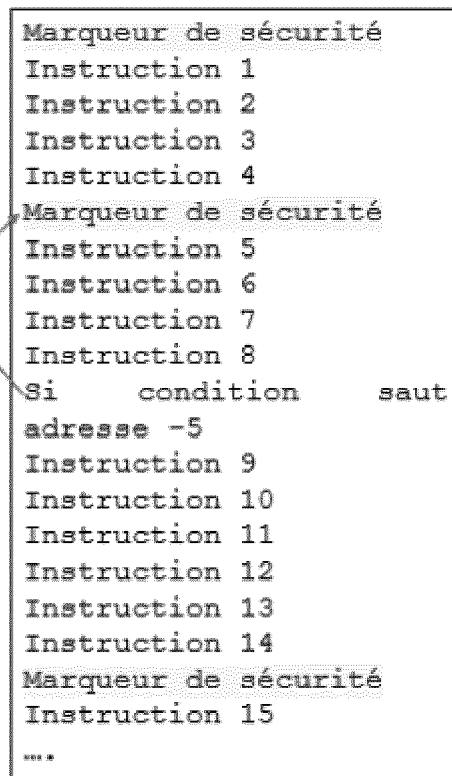 Marqueur de sécurité
Instruction 1
Instruction 2
Instruction 3
Instruction 4
Marqueur de sécurité
Instruction 5
Instruction 6
Instruction 7
Instruction 8
Si condition saut
adresse -5
Instruction 9
Instruction 10
Instruction 11
Instruction 12
Instruction 13
Instruction 14
Marqueur de sécurité
Instruction 15
….